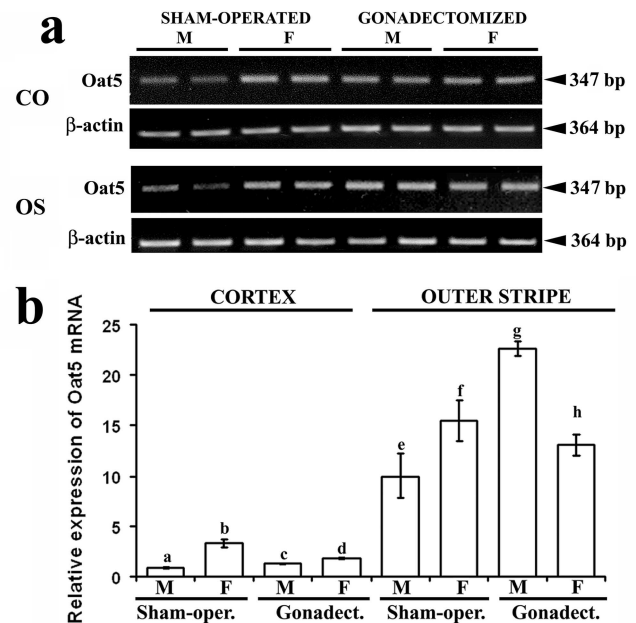 a
SHAM-OPERATED GONADECTOMIZED
M F M F
CO
Oat5 347 bp
β-actin 364 bp
OS
Oat5 347 bp
β-actin 364 bp
b
CORTEX OUTER STRIPE
Relative expression of Oat5 mRNA
25
20
15
10
5
0
a b c d e f g h
M F M F M F M F
Sham-oper. Gonadect. Sham-oper. Gonadect.